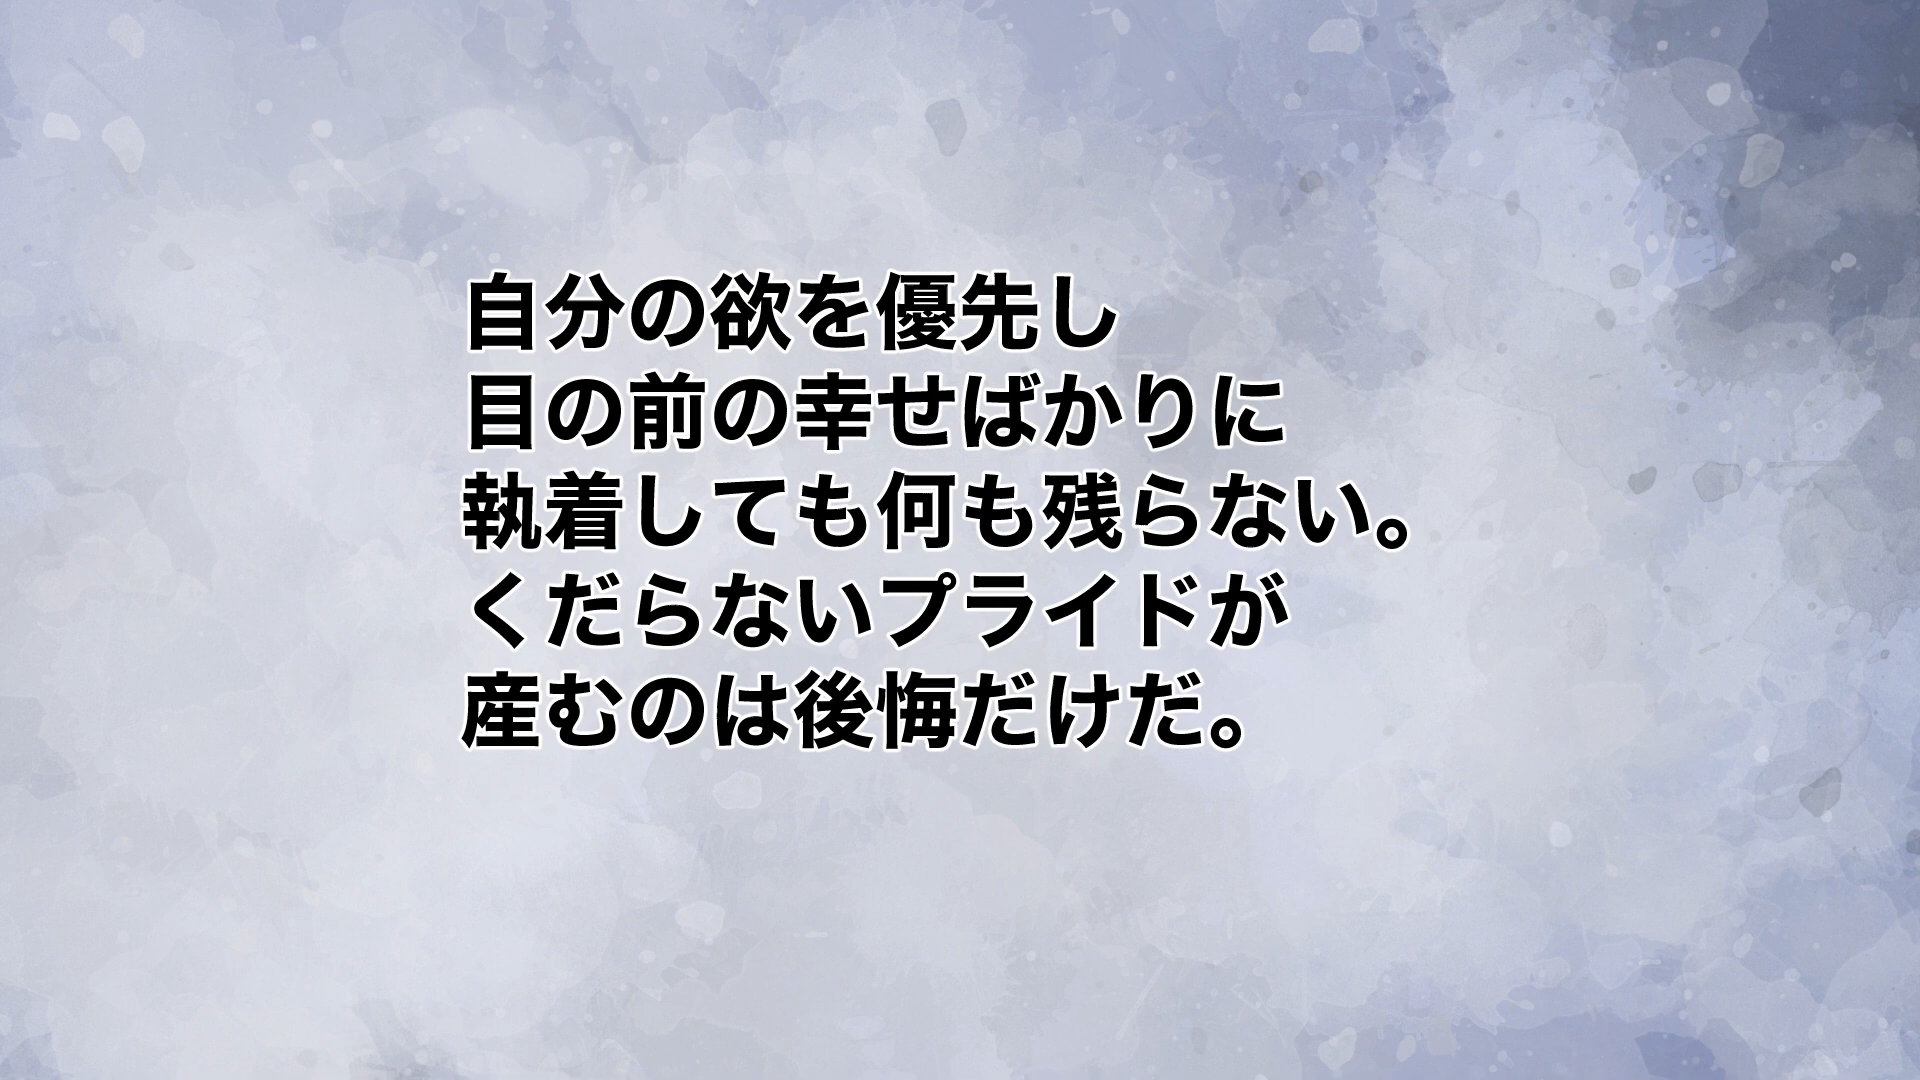 自分の欲を優先し
目の前の幸せばかりに
執着しても何も残らない。
くだらないプライドが
産むのは後悔だけだ。